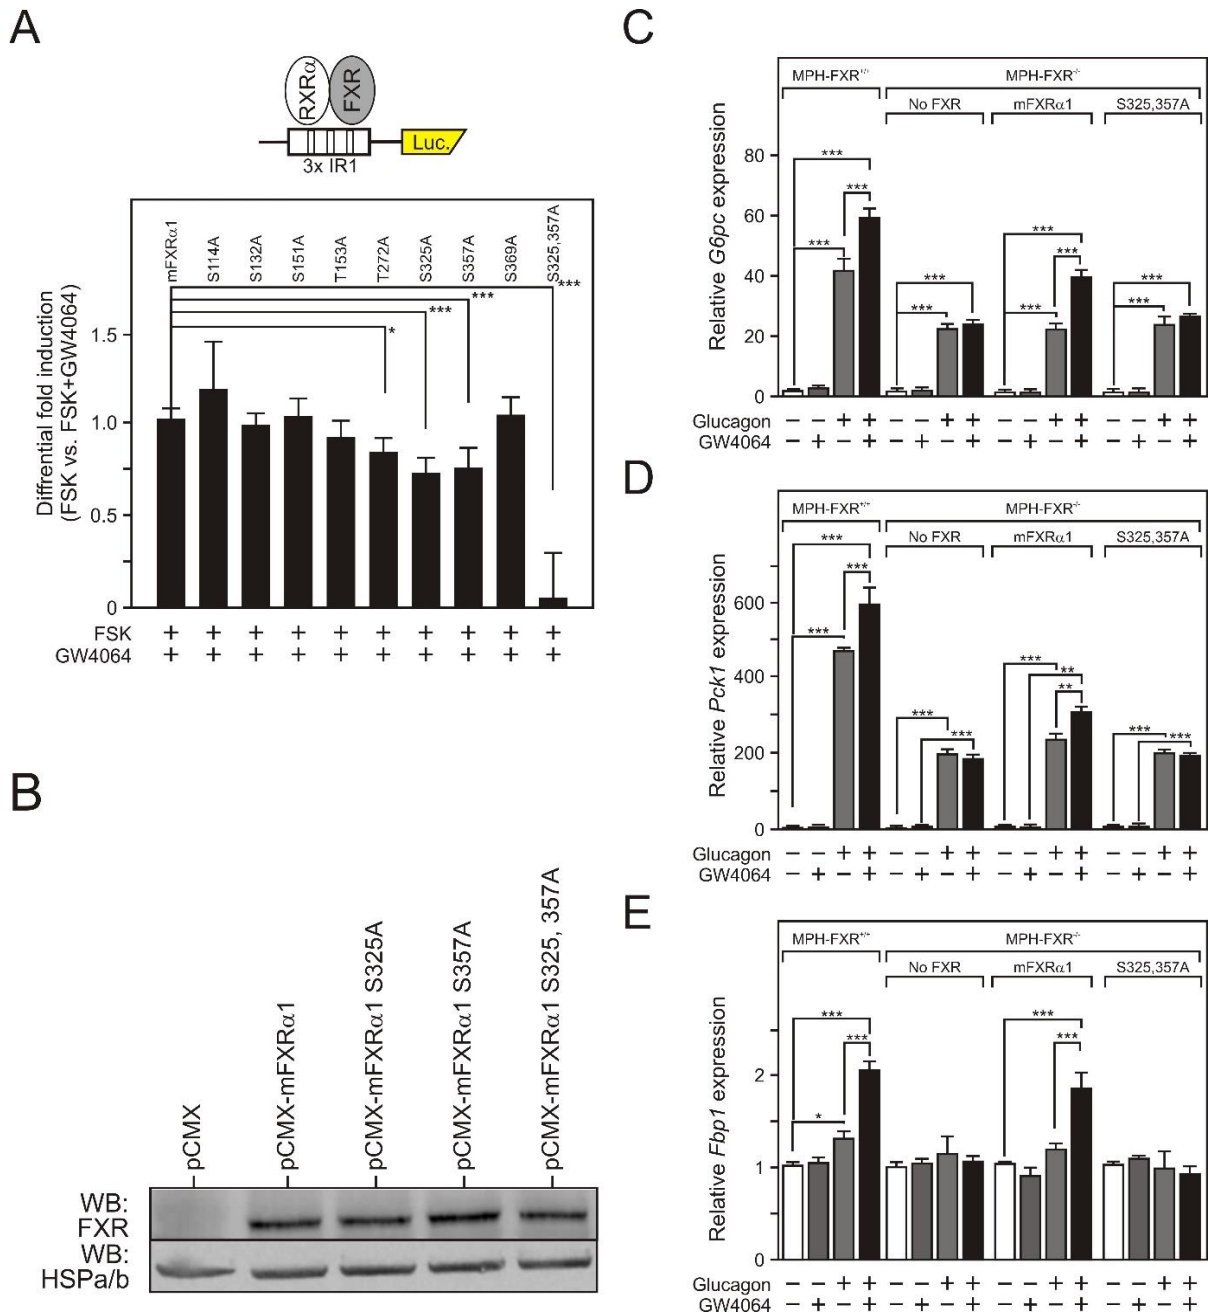 A
RXRα
FXR
Luc.
3x IR1
Diffrential fold induction
(FSK vs. FSK+GW4064)
mFXRα1
S114A
S132A
S151A
T153A
T272A
S325A
S357A
S369A
S325,357A
***
***
***
*
1.5
1.0
0.5
0
FSK + + + + + + + + + +
GW4064 + + + + + + + + + +
B
pCMX
pCMX-mFXRα1
pCMX-mFXRα1 S325A
pCMX-mFXRα1 S357A
pCMX-mFXRα1 S325, 357A
WB:
FXR
WB:
HSPa/b
C
MPH-FXR+/+ MPH-FXR-/-
No FXR mFXRα1 S325,357A
Relative G6pc expression
80
60
40
20
0
*** *** ***
*** ***
*** ***
*** *** ***
*** ***
Glucagon – – + + – – + + – – + + – – + +
GW4064 – + – + – + – + – + – + – + – +
D
MPH-FXR+/+ MPH-FXR-/-
No FXR mFXRα1 S325,357A
Relative Pck1 expression
600
400
200
0
***
***
***
*** **
**
*** ***
*** ***
Glucagon – – + + – – + + – – + + – – + +
GW4064 – + – + – + – + – + – + – + – +
E
MPH-FXR+/+ MPH-FXR-/-
No FXR mFXRα1 S325,357A
Relative Fbp1 expression
2
1
0
*** ***
*** ***
*
Glucagon – – + + – – + + – – + + – – + +
GW4064 – + – + – + – + – + – + – + – +